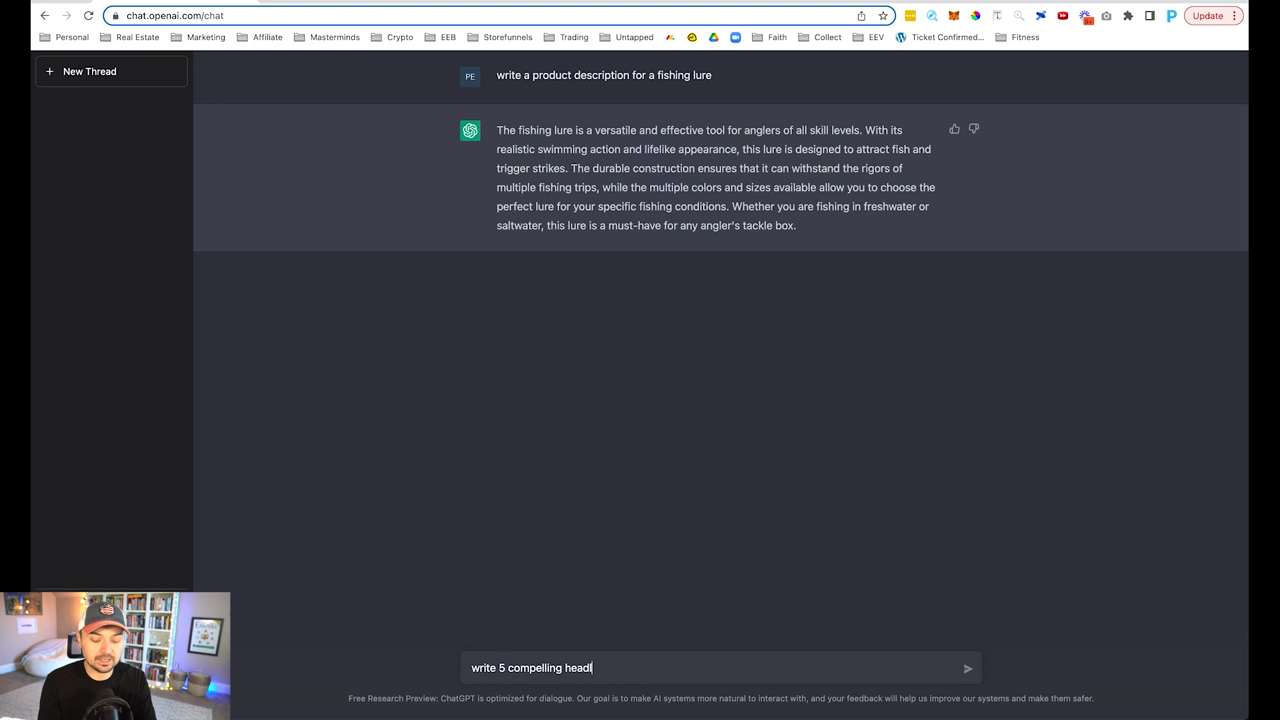 chat.openai.com/chat
Update
Personal Real Estate Marketing Affiliate Masterminds Crypto EEB Storefunnels Trading Untapped Faith Collect EEV Ticket Confirmed... Fitness
+ New Thread
PE write a product description for a fishing lure
The fishing lure is a versatile and effective tool for anglers of all skill levels. With its
realistic swimming action and lifelike appearance, this lure is designed to attract fish and
trigger strikes. The durable construction ensures that it can withstand the rigors of
multiple fishing trips, while the multiple colors and sizes available allow you to choose the
perfect lure for your specific fishing conditions. Whether you are fishing in freshwater or
saltwater, this lure is a must-have for any angler's tackle box.
write 5 compelling headl
Free Research Preview: ChatGPT is optimized for dialogue. Our goal is to make AI systems more natural to interact with, and your feedback will help us improve our systems and make them safer.